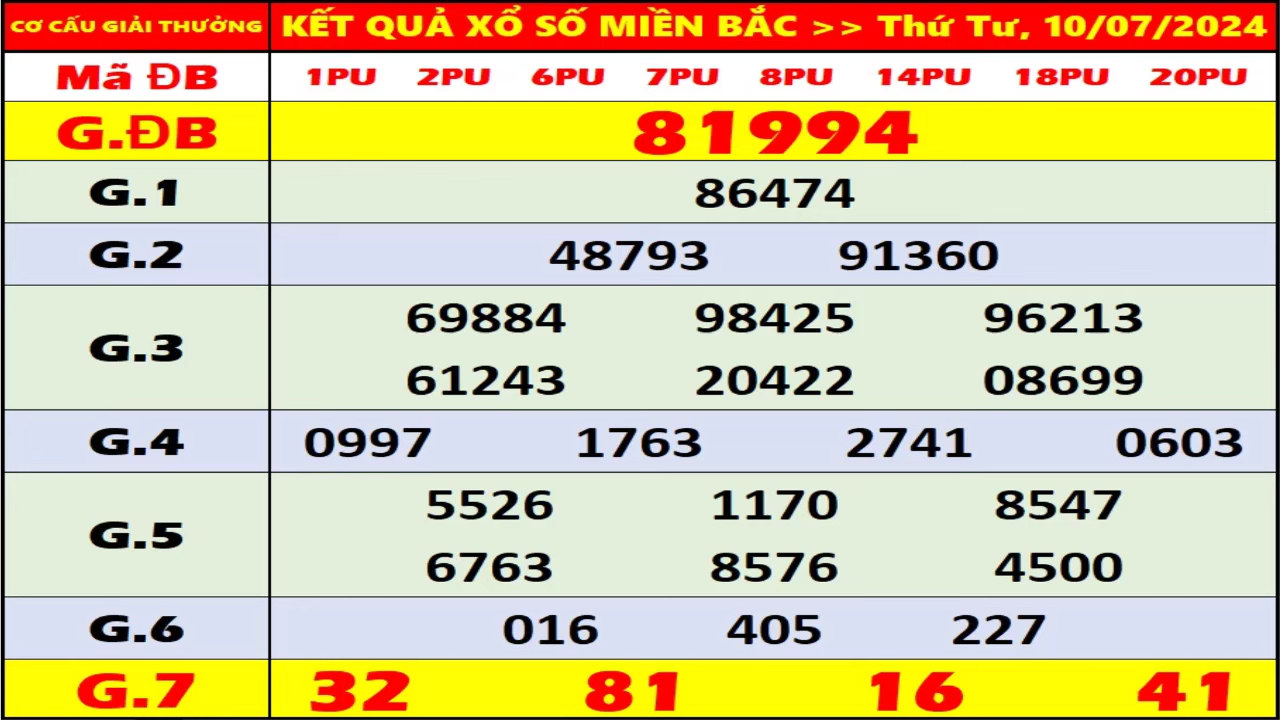 CƠ CẤU GIẢI THƯỞNG KẾT QUẢ XỔ SỐ MIỀN BẮC >> Thứ Tư, 10/07/2024
Mã ĐB 1PU 2PU 6PU 7PU 8PU 14PU 18PU 20PU
G.ĐB 81994
G.1 86474
G.2 48793 91360
G.3 69884 98425 96213
61243 20422 08699
G.4 0997 1763 2741 0603
G.5 5526 1170 8547
6763 8576 4500
G.6 016 405 227
G.7 32 81 16 41